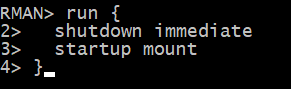 RMAN> run {
2>   shutdown immediate
3>   startup mount
4> }